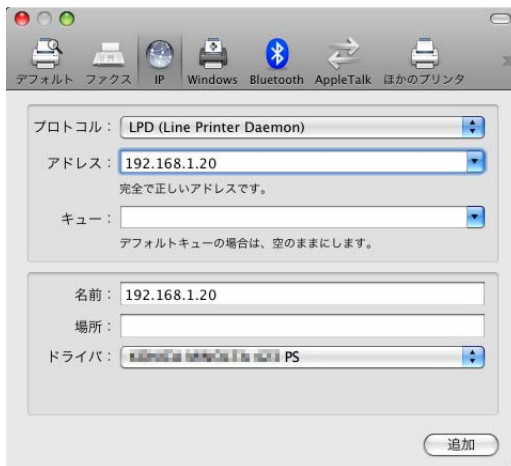 デフォルト ファクス IP Windows Bluetooth AppleTalk ほかのプリンタ
プロトコル： LPD (Line Printer Daemon)
アドレス： 192.168.1.20
完全で正しいアドレスです。
キュー：
デフォルトキューの場合は、空のままにします。
名前： 192.168.1.20
場所：
ドライバ： PS
追加